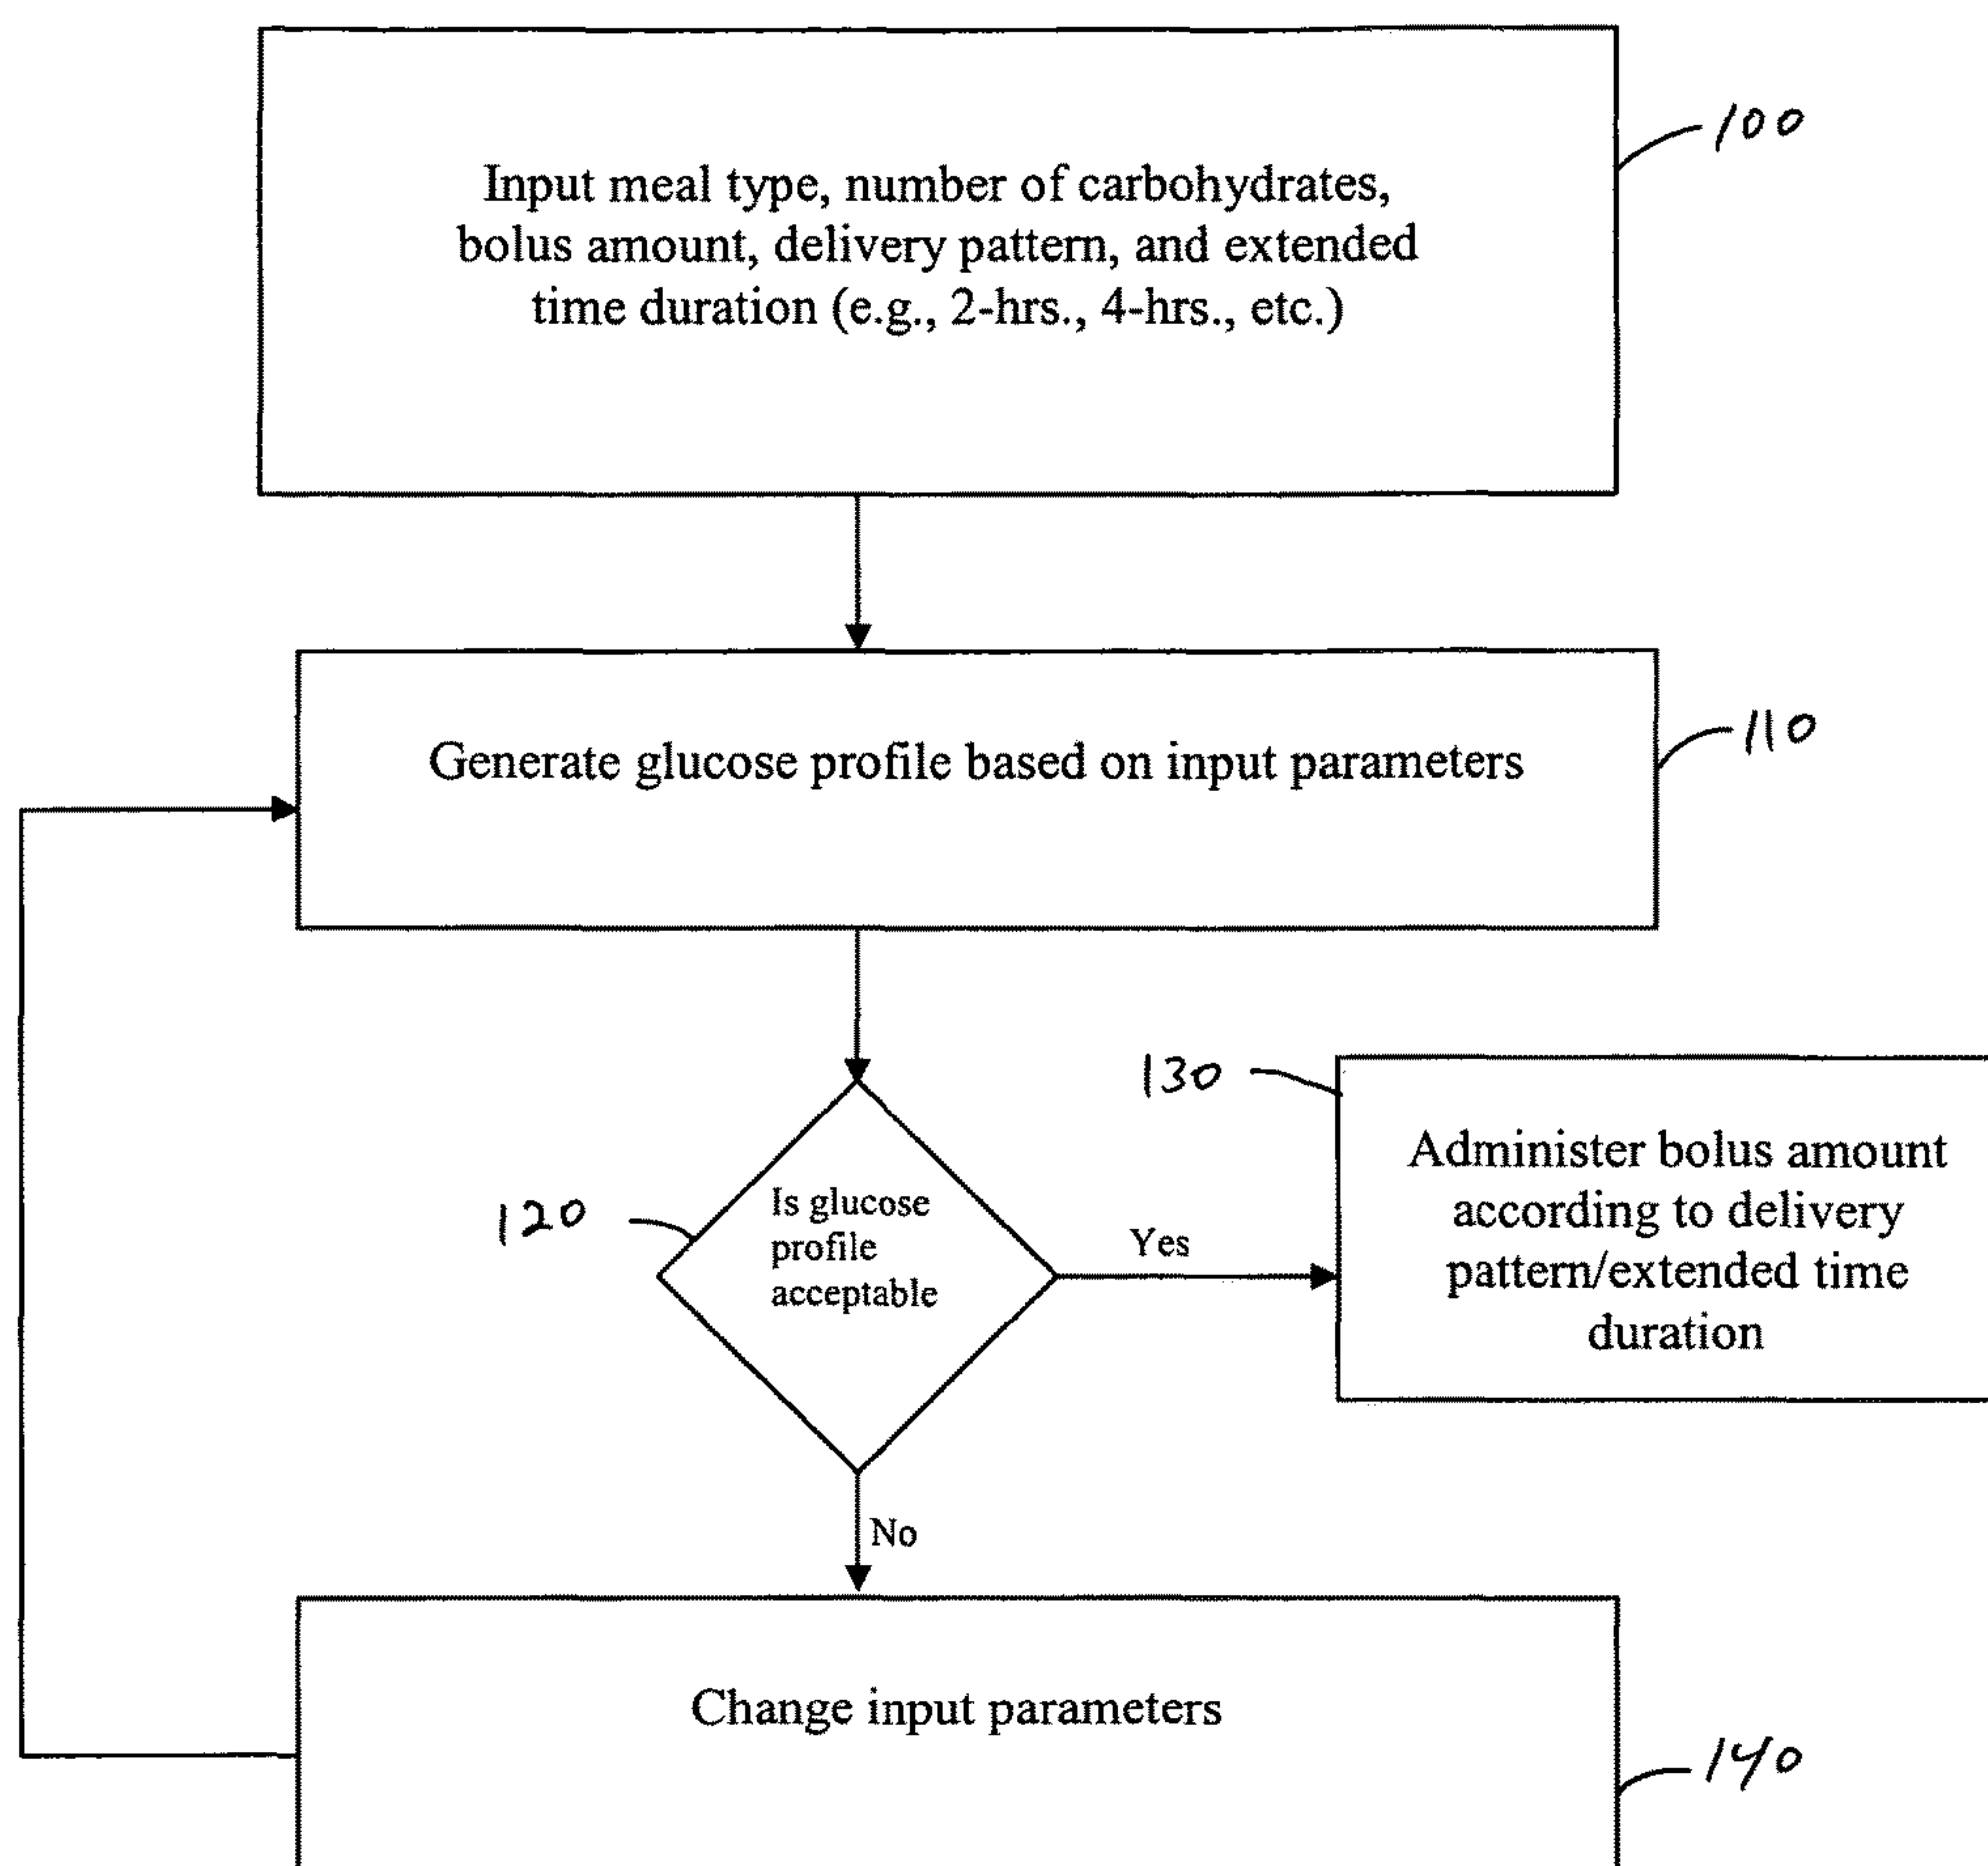 Input meal type, number of carbohydrates,
bolus amount, delivery pattern, and extended
time duration (e.g., 2-hrs., 4-hrs., etc.)
100
Generate glucose profile based on input parameters
110
130
Administer bolus amount
according to delivery
pattern/extended time
duration
120
Is glucose
profile
acceptable
Yes
No
Change input parameters
140